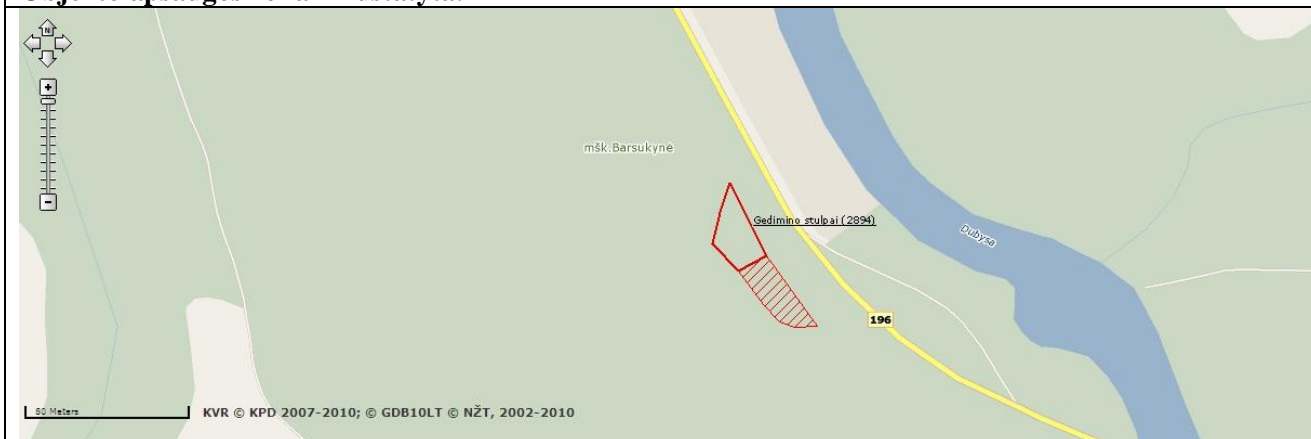 N
mšk.Barsukynė
Gedimino stulpai (2894)
Dubysa
196
50 Meters
KVR © KPD 2007-2010; © GDB10LT © NŽT, 2002-2010